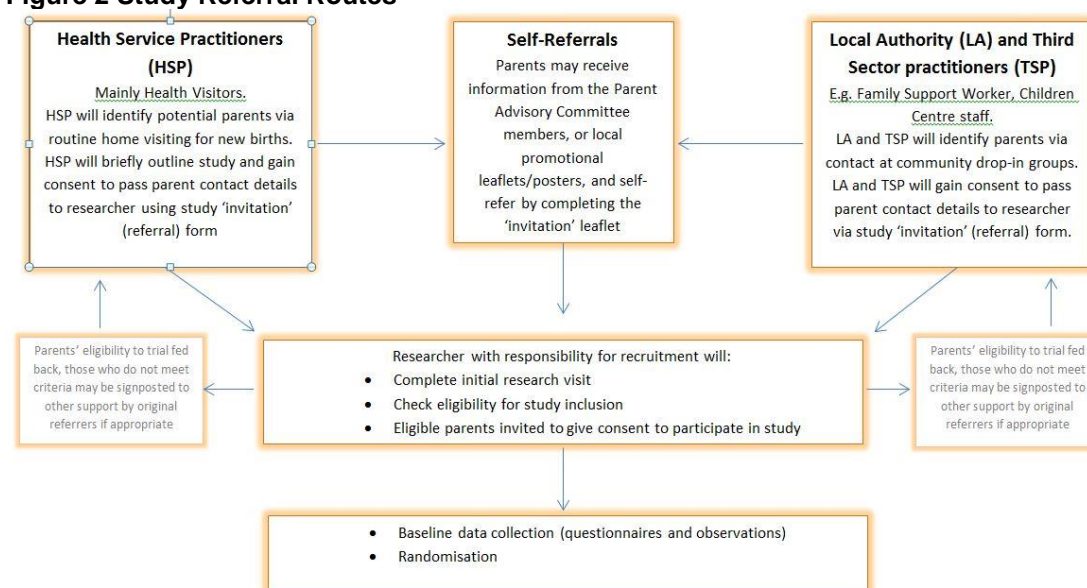 Figure 2 Study Referral Routes
Health Service Practitioners
(HSP)
Mainly Health Visitors.
HSP will identify potential parents via
routine home visiting for new births.
HSP will briefly outline study and gain
consent to pass parent contact details
to researcher using study ‘invitation’
(referral) form
Self-Referrals
Parents may receive
information from the Parent
Advisory Committee
members, or local
promotional
leaflets/posters, and self-
refer by completing the
‘invitation’ leaflet
Local Authority (LA) and Third
Sector practitioners (TSP)
E.g. Family Support Worker, Children
Centre staff.
LA and TSP will identify parents via
contact at community drop-in groups.
LA and TSP will gain consent to pass
parent contact details to researcher
via study ‘invitation’ (referral) form.
Parents’ eligibility to trial fed
back, those who do not meet
criteria may be signposted to
other support by original
referrers if appropriate
Researcher with responsibility for recruitment will:
• Complete initial research visit
• Check eligibility for study inclusion
• Eligible parents invited to give consent to participate in study
Parents’ eligibility to trial fed
back, those who do not meet
criteria may be signposted to
other support by original
referrers if appropriate
• Baseline data collection (questionnaires and observations)
• Randomisation